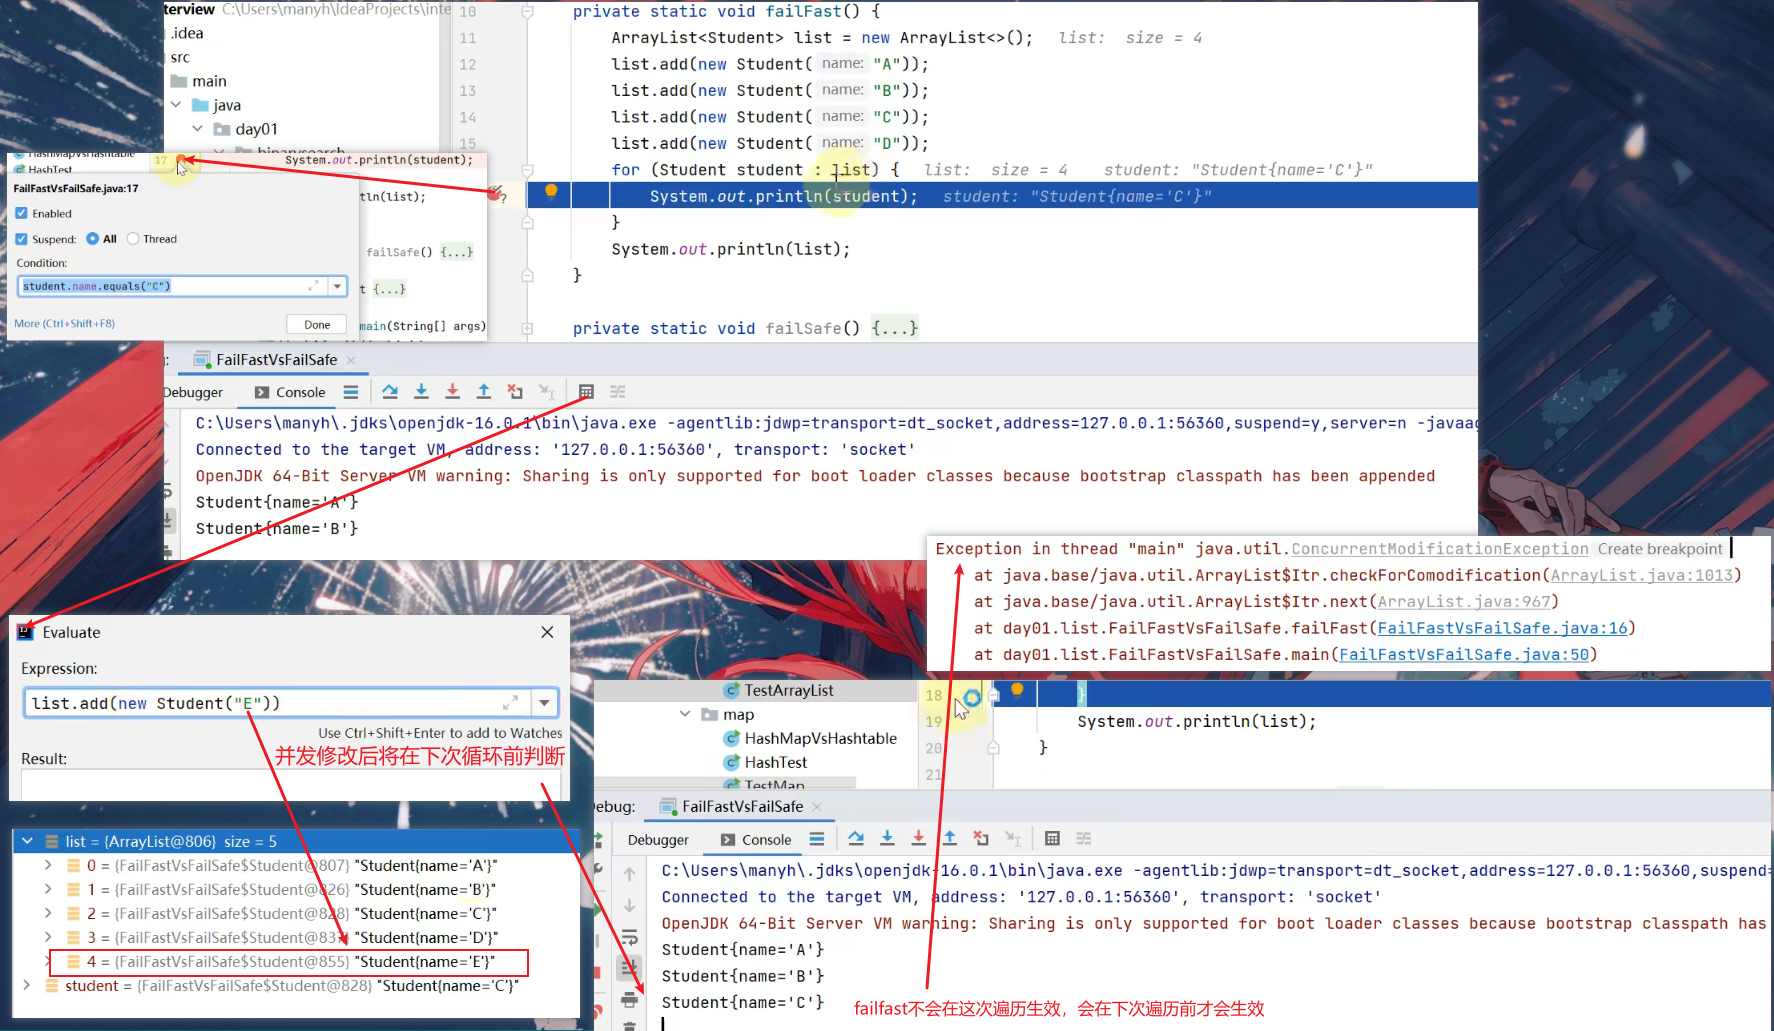 terview C:\Users\manyh\IdeaProjects\inte
.idea
src
main
java
day01
10 private static void failFast() {
11 ArrayList<Student> list = new ArrayList<>(); list: size = 4
12 list.add(new Student( name: "A"));
13 list.add(new Student( name: "B"));
14 list.add(new Student( name: "C"));
15 list.add(new Student( name: "D"));
for (Student student : list) { list: size = 4 student: "Student{name='C'}"
System.out.println(student); student: "Student{name='C'}"
}
System.out.println(list);
}
private static void failSafe() {...}
HashMapVsHashtable
HashTest
17 System.out.println(student);
FailFastVsFailSafe.java:17
tln(list);
Enabled
Suspend: All Thread
failSafe() {...}
Condition:
student.name.equals("C")
t {...}
More (Ctrl+Shift+F8)
Done
main(String[] args)
: FailFastVsFailSafe
Debugger Console
C:\Users\manyh\.jdks\openjdk-16.0.1\bin\java.exe -agentlib:jdwp=transport=dt_socket,address=127.0.0.1:56360,suspend=y,server=n -javaag
Connected to the target VM, address: '127.0.0.1:56360', transport: 'socket'
OpenJDK 64-Bit Server VM warning: Sharing is only supported for boot loader classes because bootstrap classpath has been appended
Student{name='A'}
Student{name='B'}
Exception in thread "main" java.util.ConcurrentModificationException Create breakpoint
at java.base/java.util.ArrayList$Itr.checkForComodification(ArrayList.java:1013)
at java.base/java.util.ArrayList$Itr.next(ArrayList.java:967)
at day01.list.FailFastVsFailSafe.failFast(FailFastVsFailSafe.java:16)
at day01.list.FailFastVsFailSafe.main(FailFastVsFailSafe.java:50)
Evaluate
Expression:
list.add(new Student("E"))
Use Ctrl+Shift+Enter to add to Watches
并发修改后将在下次循环前判断
Result:
list = {ArrayList@806} size = 5
0 = {FailFastVsFailSafe$Student@807} "Student{name='A'}"
1 = {FailFastVsFailSafe$Student@826} "Student{name='B'}"
2 = {FailFastVsFailSafe$Student@828} "Student{name='C'}"
3 = {FailFastVsFailSafe$Student@837} "Student{name='D'}"
4 = {FailFastVsFailSafe$Student@855} "Student{name='E'}"
student = {FailFastVsFailSafe$Student@828} "Student{name='C'}"
TestArrayList
map
HashMapVsHashtable
HashTest
TestMap
18 }
19 System.out.println(list);
20 }
21
ebug: FailFastVsFailSafe
Debugger Console
C:\Users\manyh\.jdks\openjdk-16.0.1\bin\java.exe -agentlib:jdwp=transport=dt_socket,address=127.0.0.1:56360,suspend=
Connected to the target VM, address: '127.0.0.1:56360', transport: 'socket'
OpenJDK 64-Bit Server VM warning: Sharing is only supported for boot loader classes because bootstrap classpath has
Student{name='A'}
Student{name='B'}
Student{name='C'}
failfast不会在这次遍历生效，会在下次遍历前才会生效